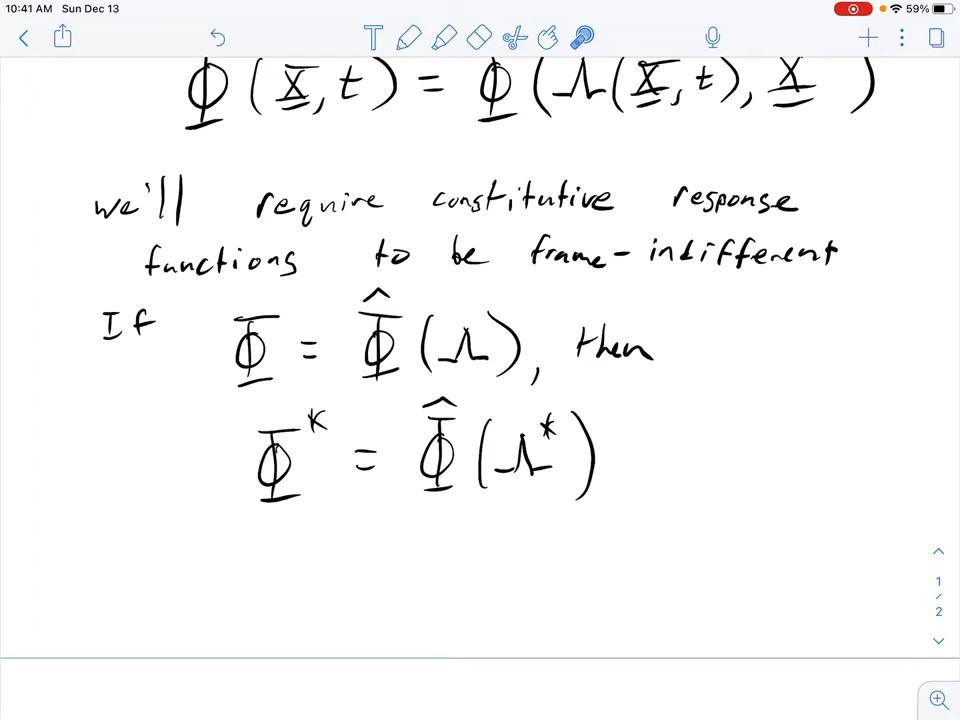 10:41 AM Sun Dec 13
59%
T
Φ(X, t) = Φ(Λ(X, t), X)
we'll require constitutive response
functions to be frame-indifferent
If Φ = Φ̂(Λ), then
Φ* = Φ̂(Λ*)
1
/
2